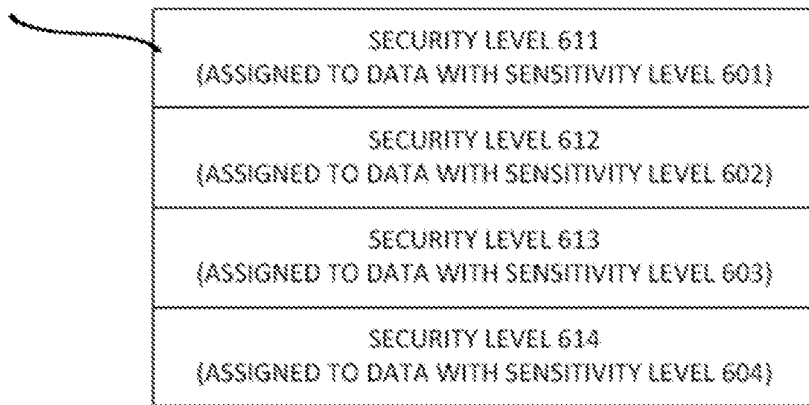 SECURITY LEVEL 611
(ASSIGNED TO DATA WITH SENSITIVITY LEVEL 601)
SECURITY LEVEL 612
(ASSIGNED TO DATA WITH SENSITIVITY LEVEL 602)
SECURITY LEVEL 613
(ASSIGNED TO DATA WITH SENSITIVITY LEVEL 603)
SECURITY LEVEL 614
(ASSIGNED TO DATA WITH SENSITIVITY LEVEL 604)